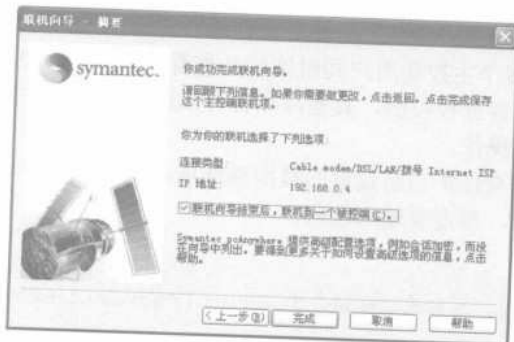 联机向导 - 摘要
symantec.
你成功完成联机向导。
请回顾下列信息。如果你需要做更改，点击返回。点击完成保存
这个主控端联机项。
你为你的联机选择了下列选项:
连接类型 Cable modem/DSL/LAN/拨号 Internet ISP
IP 地址: 192.168.0.4
联机向导结束后，联机到一个被控端(C)。
Symantec pcAnywhere 提供高级配置选项，例如会话加密，而没
在向导中列出，要得到更多关于如何设置高级选项的信息，点击
帮助。
<上一步(B) 完成 取消 帮助